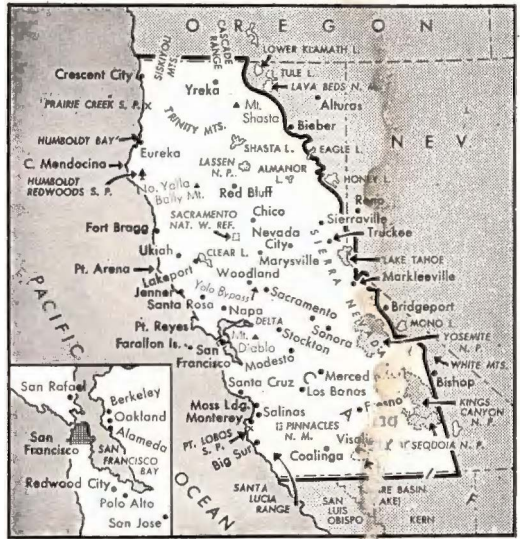 OREGON
CASCADE RANGE
SISKIYOU MTS.
LOWER KLAMATH L.
Crescent City
TULE L.
LAVA BEDS N. M.
Yreka
PRAIRIE CREEK S. P. X
Mt. Shasta
Alturas
TRINITY MTS.
Bieber
NEV
HUMBOLDT BAY
Eureka
SHASTA L.
EAGLE L.
C. Mendocino
LASSEN N. P.
ALMANOR L.
HONEY L.
HUMBOLDT REDWOODS S. P.
No. Yalla Bally Mt.
Red Bluff
Reno
SACRAMENTO NAT. W. REF.
Chico
Sierraville
Fort Bragg
Nevada City
Truckee
Ukiah
CLEAR L.
Marysville
LAKE TAHOE
Pt. Arena
Lakeport
Woodland
Markleeville
SIERRA NEVADA
Jenner
Yolo Bypass
Sacramento
Santa Rosa
Bridgeport
Napa
MONO L.
Pt. Reyes
DELTA
Sonora
YOSEMITE N. P.
Farallon Is.
Mt. Diablo
Stockton
San Francisco
Modesto
WHITE MTS.
Santa Cruz
Merced
Bishop
Los Banos
Moss Ldg.
Monterey
Salinas
Fresno
KINGS CANYON N. P.
PINNACLES N. M.
PT. LOBOS S. P.
Big Sur
SEQUOIA N. P.
Coalinga
SANTA LUCIA RANGE
SAN LUIS OBISPO
KERN
PACIFIC OCEAN
San Rafael
Berkeley
Oakland
San Francisco
Alameda
SAN FRANCISCO BAY
Redwood City
Palo Alto
San Jose